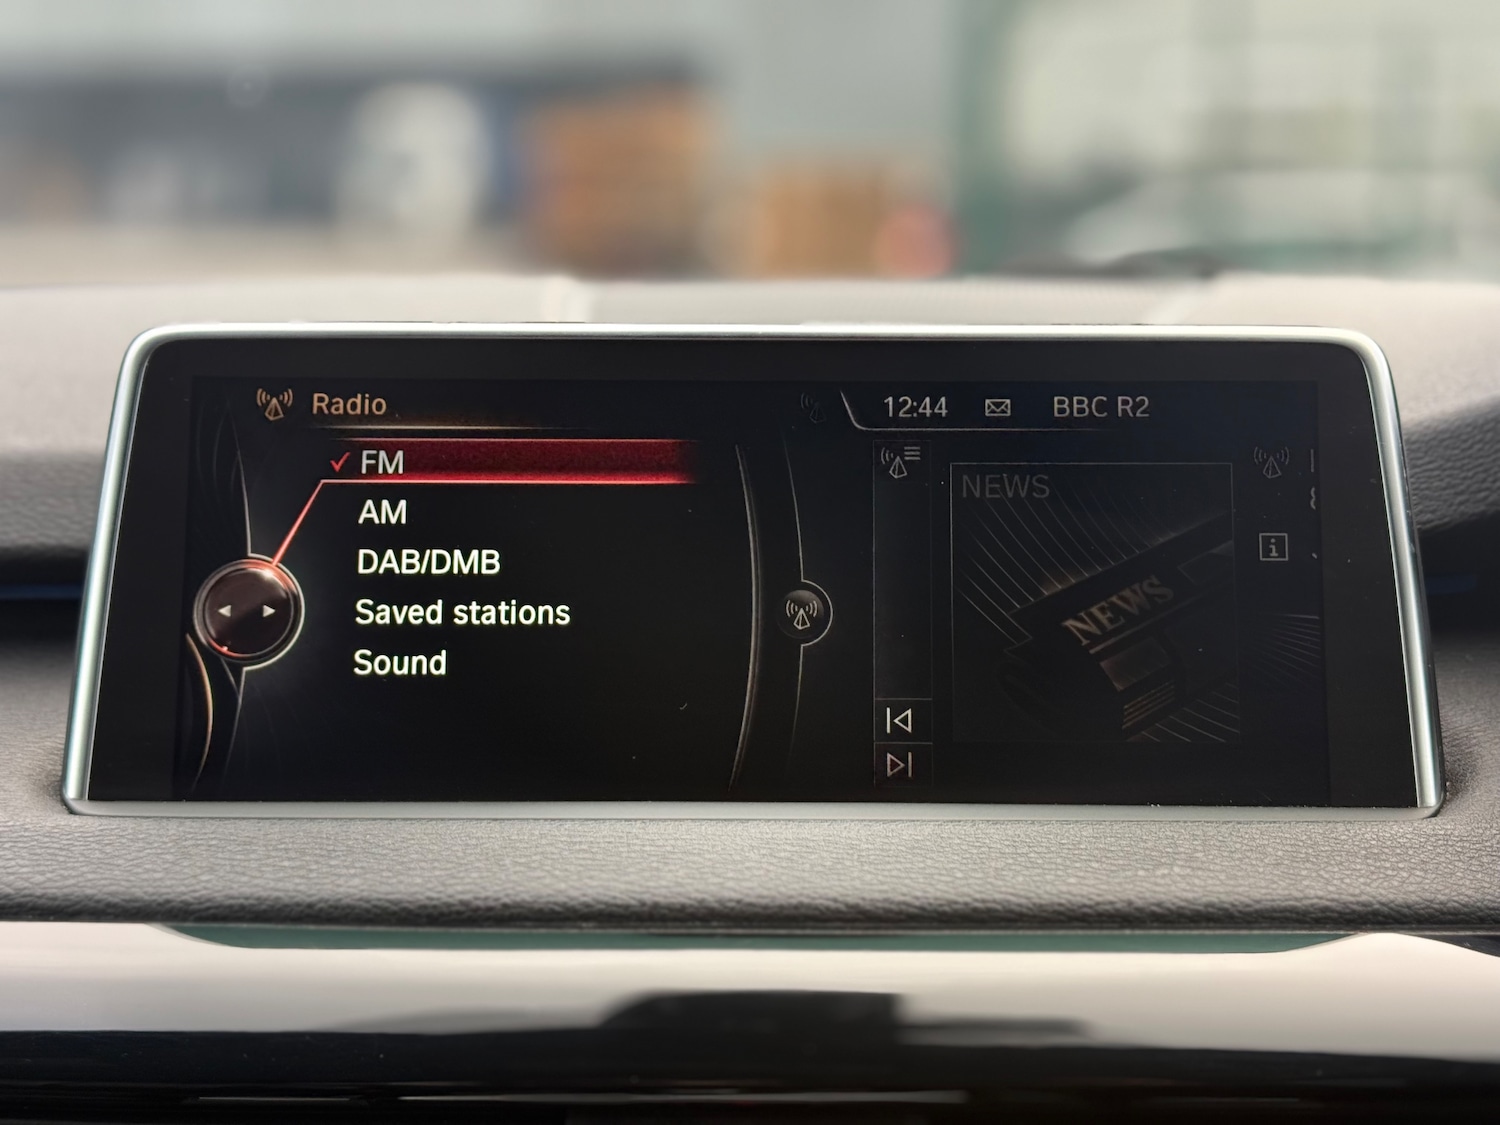 Radio
12:44 BBC R2
FM
AM
DAB/DMB
Saved stations
Sound
NEWS
NEWS